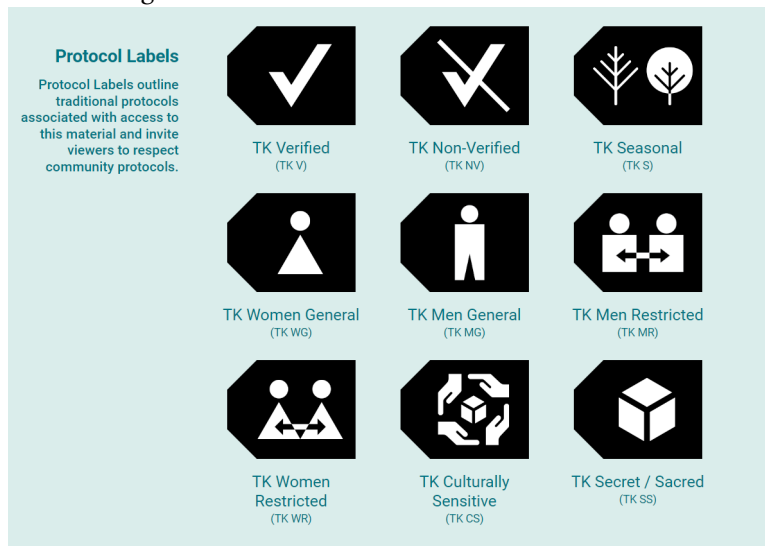 Protocol Labels
Protocol Labels outline
traditional protocols
associated with access to
this material and invite
viewers to respect
community protocols.
TK Verified
(TK V)
TK Non-Verified
(TK NV)
TK Seasonal
(TK S)
TK Women General
(TK WG)
TK Men General
(TK MG)
TK Men Restricted
(TK MR)
TK Women
Restricted
(TK WR)
TK Culturally
Sensitive
(TK CS)
TK Secret / Sacred
(TK SS)